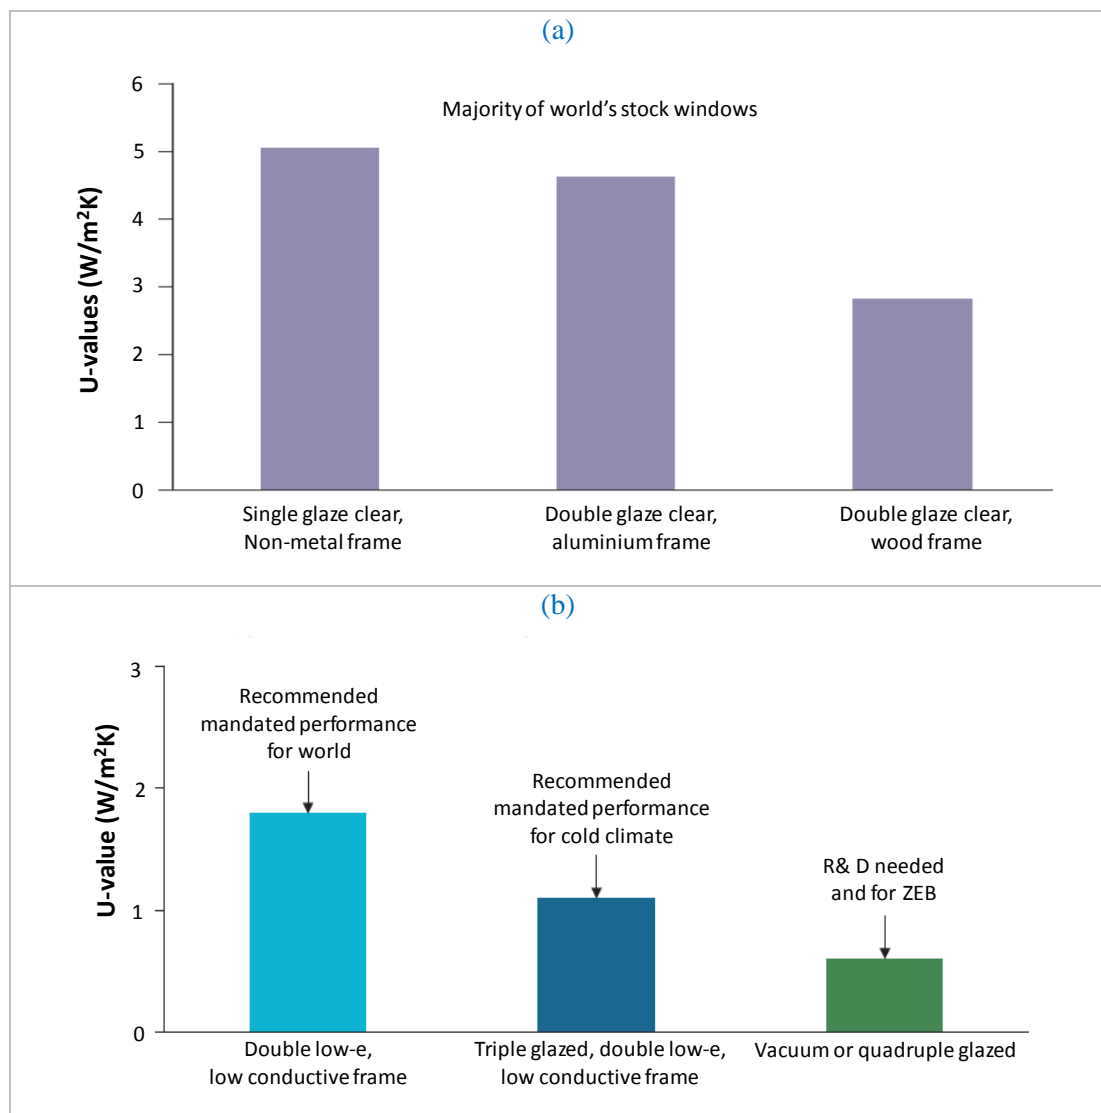 (a)
6
5
4
3
2
1
0
U-values (W/m²K)
Majority of world's stock windows
Single glaze clear,
Non-metal frame
Double glaze clear,
aluminium frame
Double glaze clear,
wood frame
(b)
3
2
1
0
U-value (W/m²K)
Recommended
mandated performance
for world
Recommended
mandated performance
for cold climate
R& D needed
and for ZEB
Double low-e,
low conductive frame
Triple glazed, double low-e,
low conductive frame
Vacuum or quadruple glazed